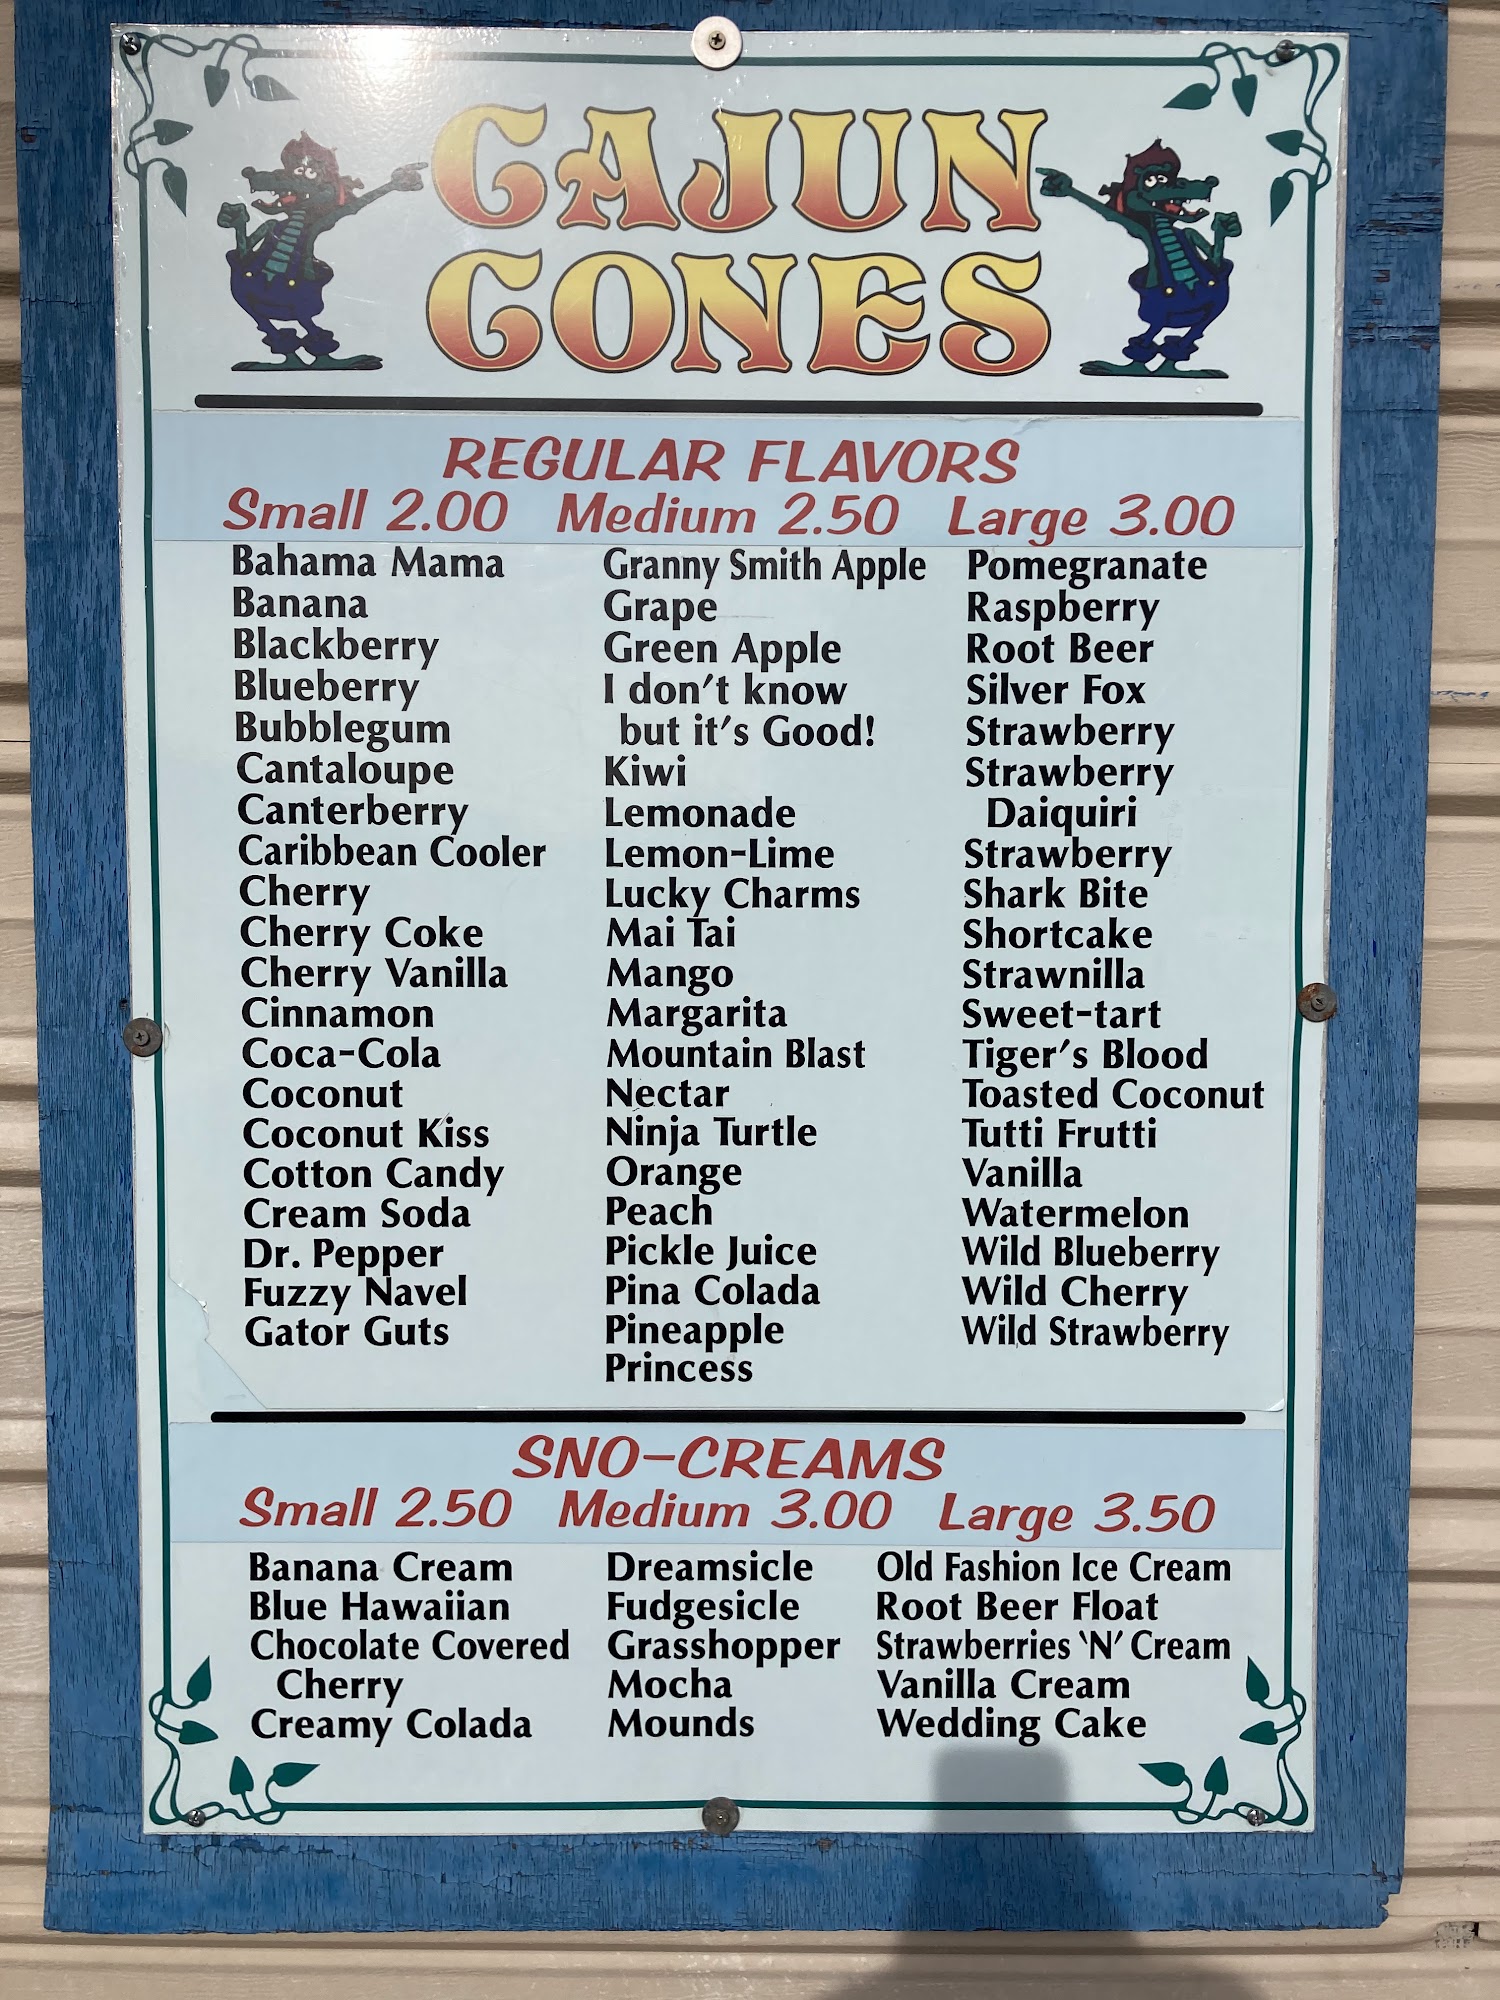 CAJUN
CONES
REGULAR FLAVORS
Small 2.00 Medium 2.50 Large 3.00
Bahama Mama
Banana
Blackberry
Blueberry
Bubblegum
Cantaloupe
Canterberry
Caribbean Cooler
Cherry
Cherry Coke
Cherry Vanilla
Cinnamon
Coca-Cola
Coconut
Coconut Kiss
Cotton Candy
Cream Soda
Dr. Pepper
Fuzzy Navel
Gator Guts
Granny Smith Apple
Grape
Green Apple
I don't know
but it's Good!
Kiwi
Lemonade
Lemon-Lime
Lucky Charms
Mai Tai
Mango
Margarita
Mountain Blast
Nectar
Ninja Turtle
Orange
Peach
Pickle Juice
Pina Colada
Pineapple
Princess
Pomegranate
Raspberry
Root Beer
Silver Fox
Strawberry
Strawberry
Daiquiri
Strawberry
Shark Bite
Shortcake
Strawnilla
Sweet-tart
Tiger's Blood
Toasted Coconut
Tutti Frutti
Vanilla
Watermelon
Wild Blueberry
Wild Cherry
Wild Strawberry
SNO-CREAMS
Small 2.50 Medium 3.00 Large 3.50
Banana Cream
Blue Hawaiian
Chocolate Covered
Cherry
Creamy Colada
Dreamsicle
Fudgesicle
Grasshopper
Mocha
Mounds
Old Fashion Ice Cream
Root Beer Float
Strawberries 'N' Cream
Vanilla Cream
Wedding Cake